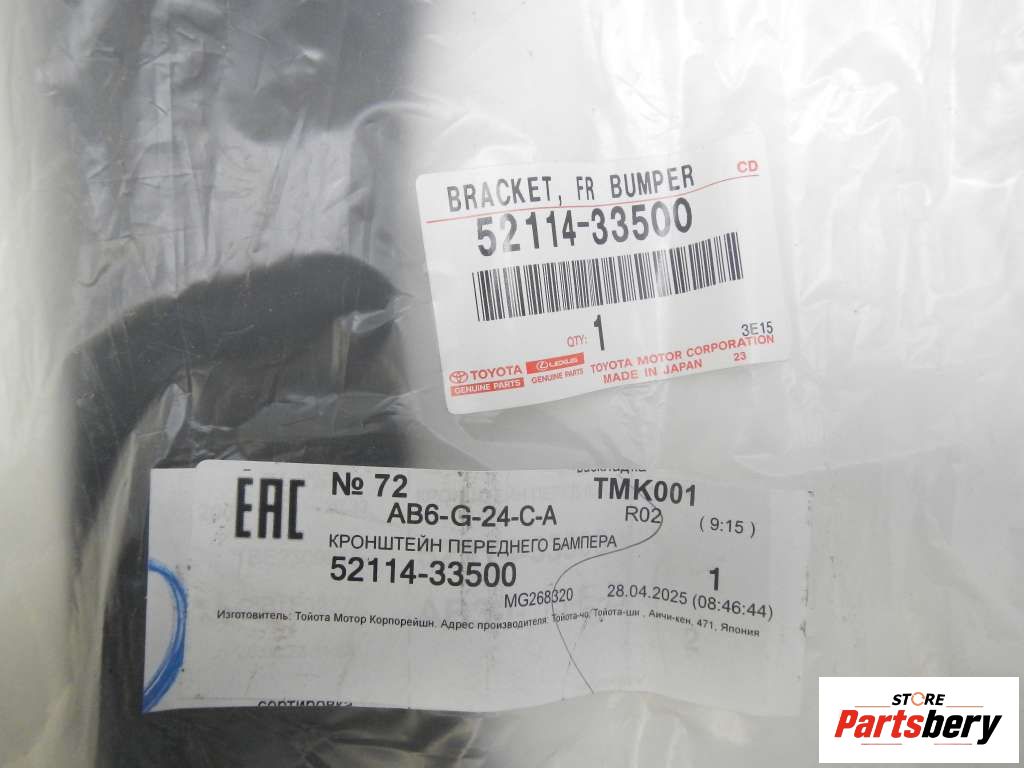 BRACKET, FR BUMPER CD
52114-33500
QTY: 1
3E15
TOYOTA GENUINE PARTS
LEXUS GENUINE PARTS
TOYOTA MOTOR CORPORATION
MADE IN JAPAN 23
EAC № 72 TMK001
AB6-G-24-C-A R02 (9:15)
КРОНШТЕЙН ПЕРЕДНЕГО БАМПЕРА
52114-33500 1
MG268320 28.04.2025 (08:46:44)
Изготовитель: Тойота Мотор Корпорейшн. Адрес производителя: Тойота-чо, Тойота-ши , Аичи-кен, 471, Япония
СОРТИРОВКА
STORE
Partsbery